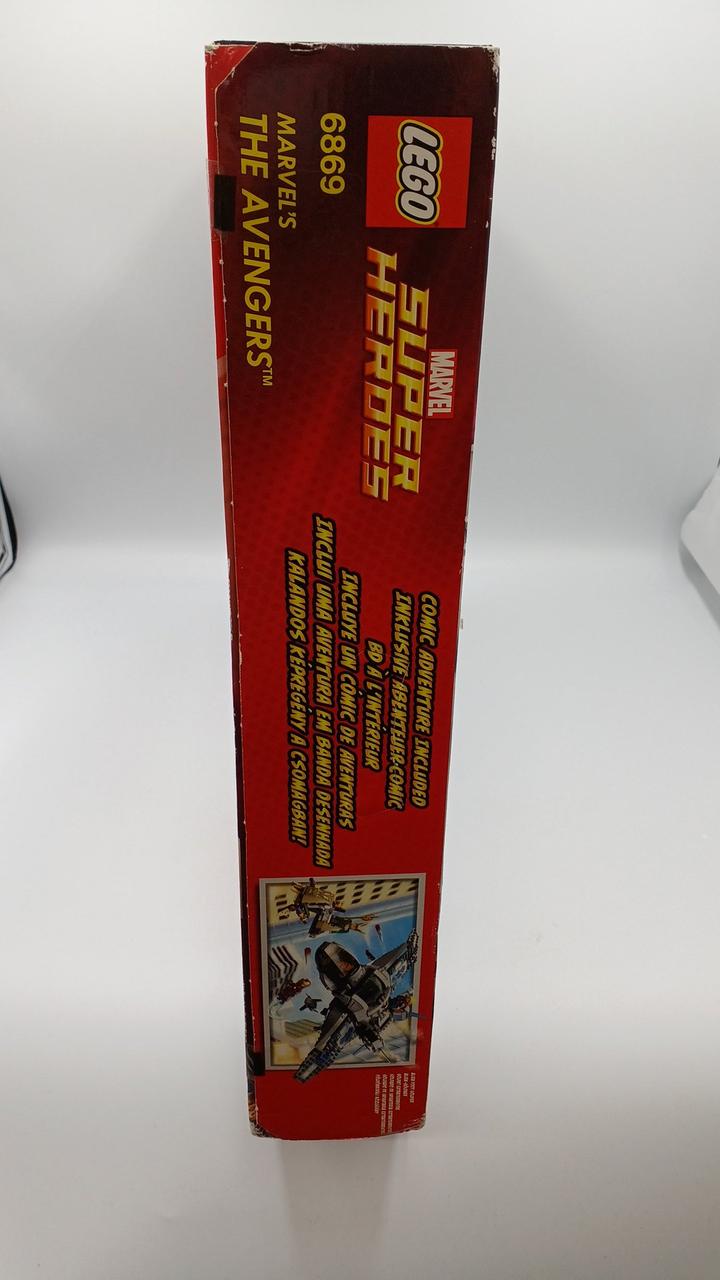 LEGO
MARVEL
SUPER
HEROES
6869
MARVEL'S
THE AVENGERS™
COMIC ADVENTURE INCLUDED
INKLUSIVE ABENTEUER-COMIC
BD À L'INTÉRIEUR
INCLUYE UN CÓMIC DE AVENTURAS
INCLUI UMA AVENTURA EM BANDA DESENHADA
KALANDOS KÉPREGÉNY A CSOMAGBAN!